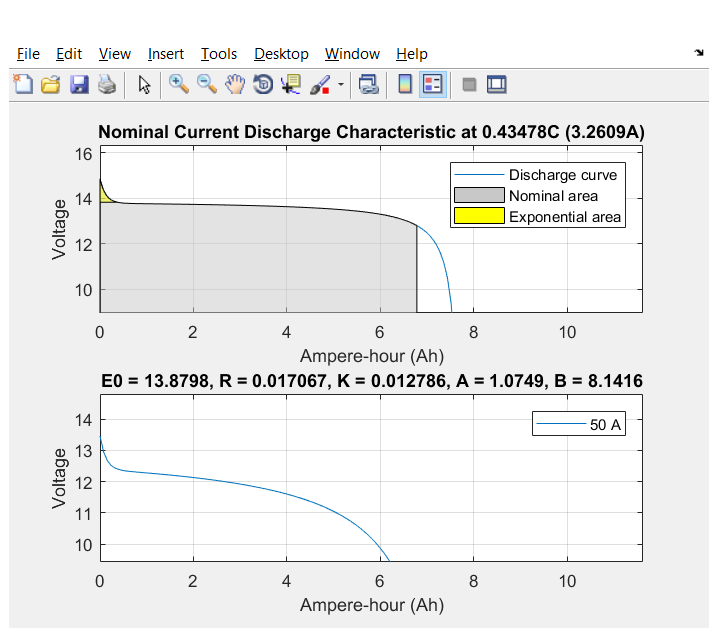 File Edit View Insert Tools Desktop Window Help
Nominal Current Discharge Characteristic at 0.43478C (3.2609A)
16
14
12
10
Voltage
Discharge curve
Nominal area
Exponential area
0 2 4 6 8 10
Ampere-hour (Ah)
E0 = 13.8798, R = 0.017067, K = 0.012786, A = 1.0749, B = 8.1416
14
13
12
11
10
Voltage
50 A
0 2 4 6 8 10
Ampere-hour (Ah)